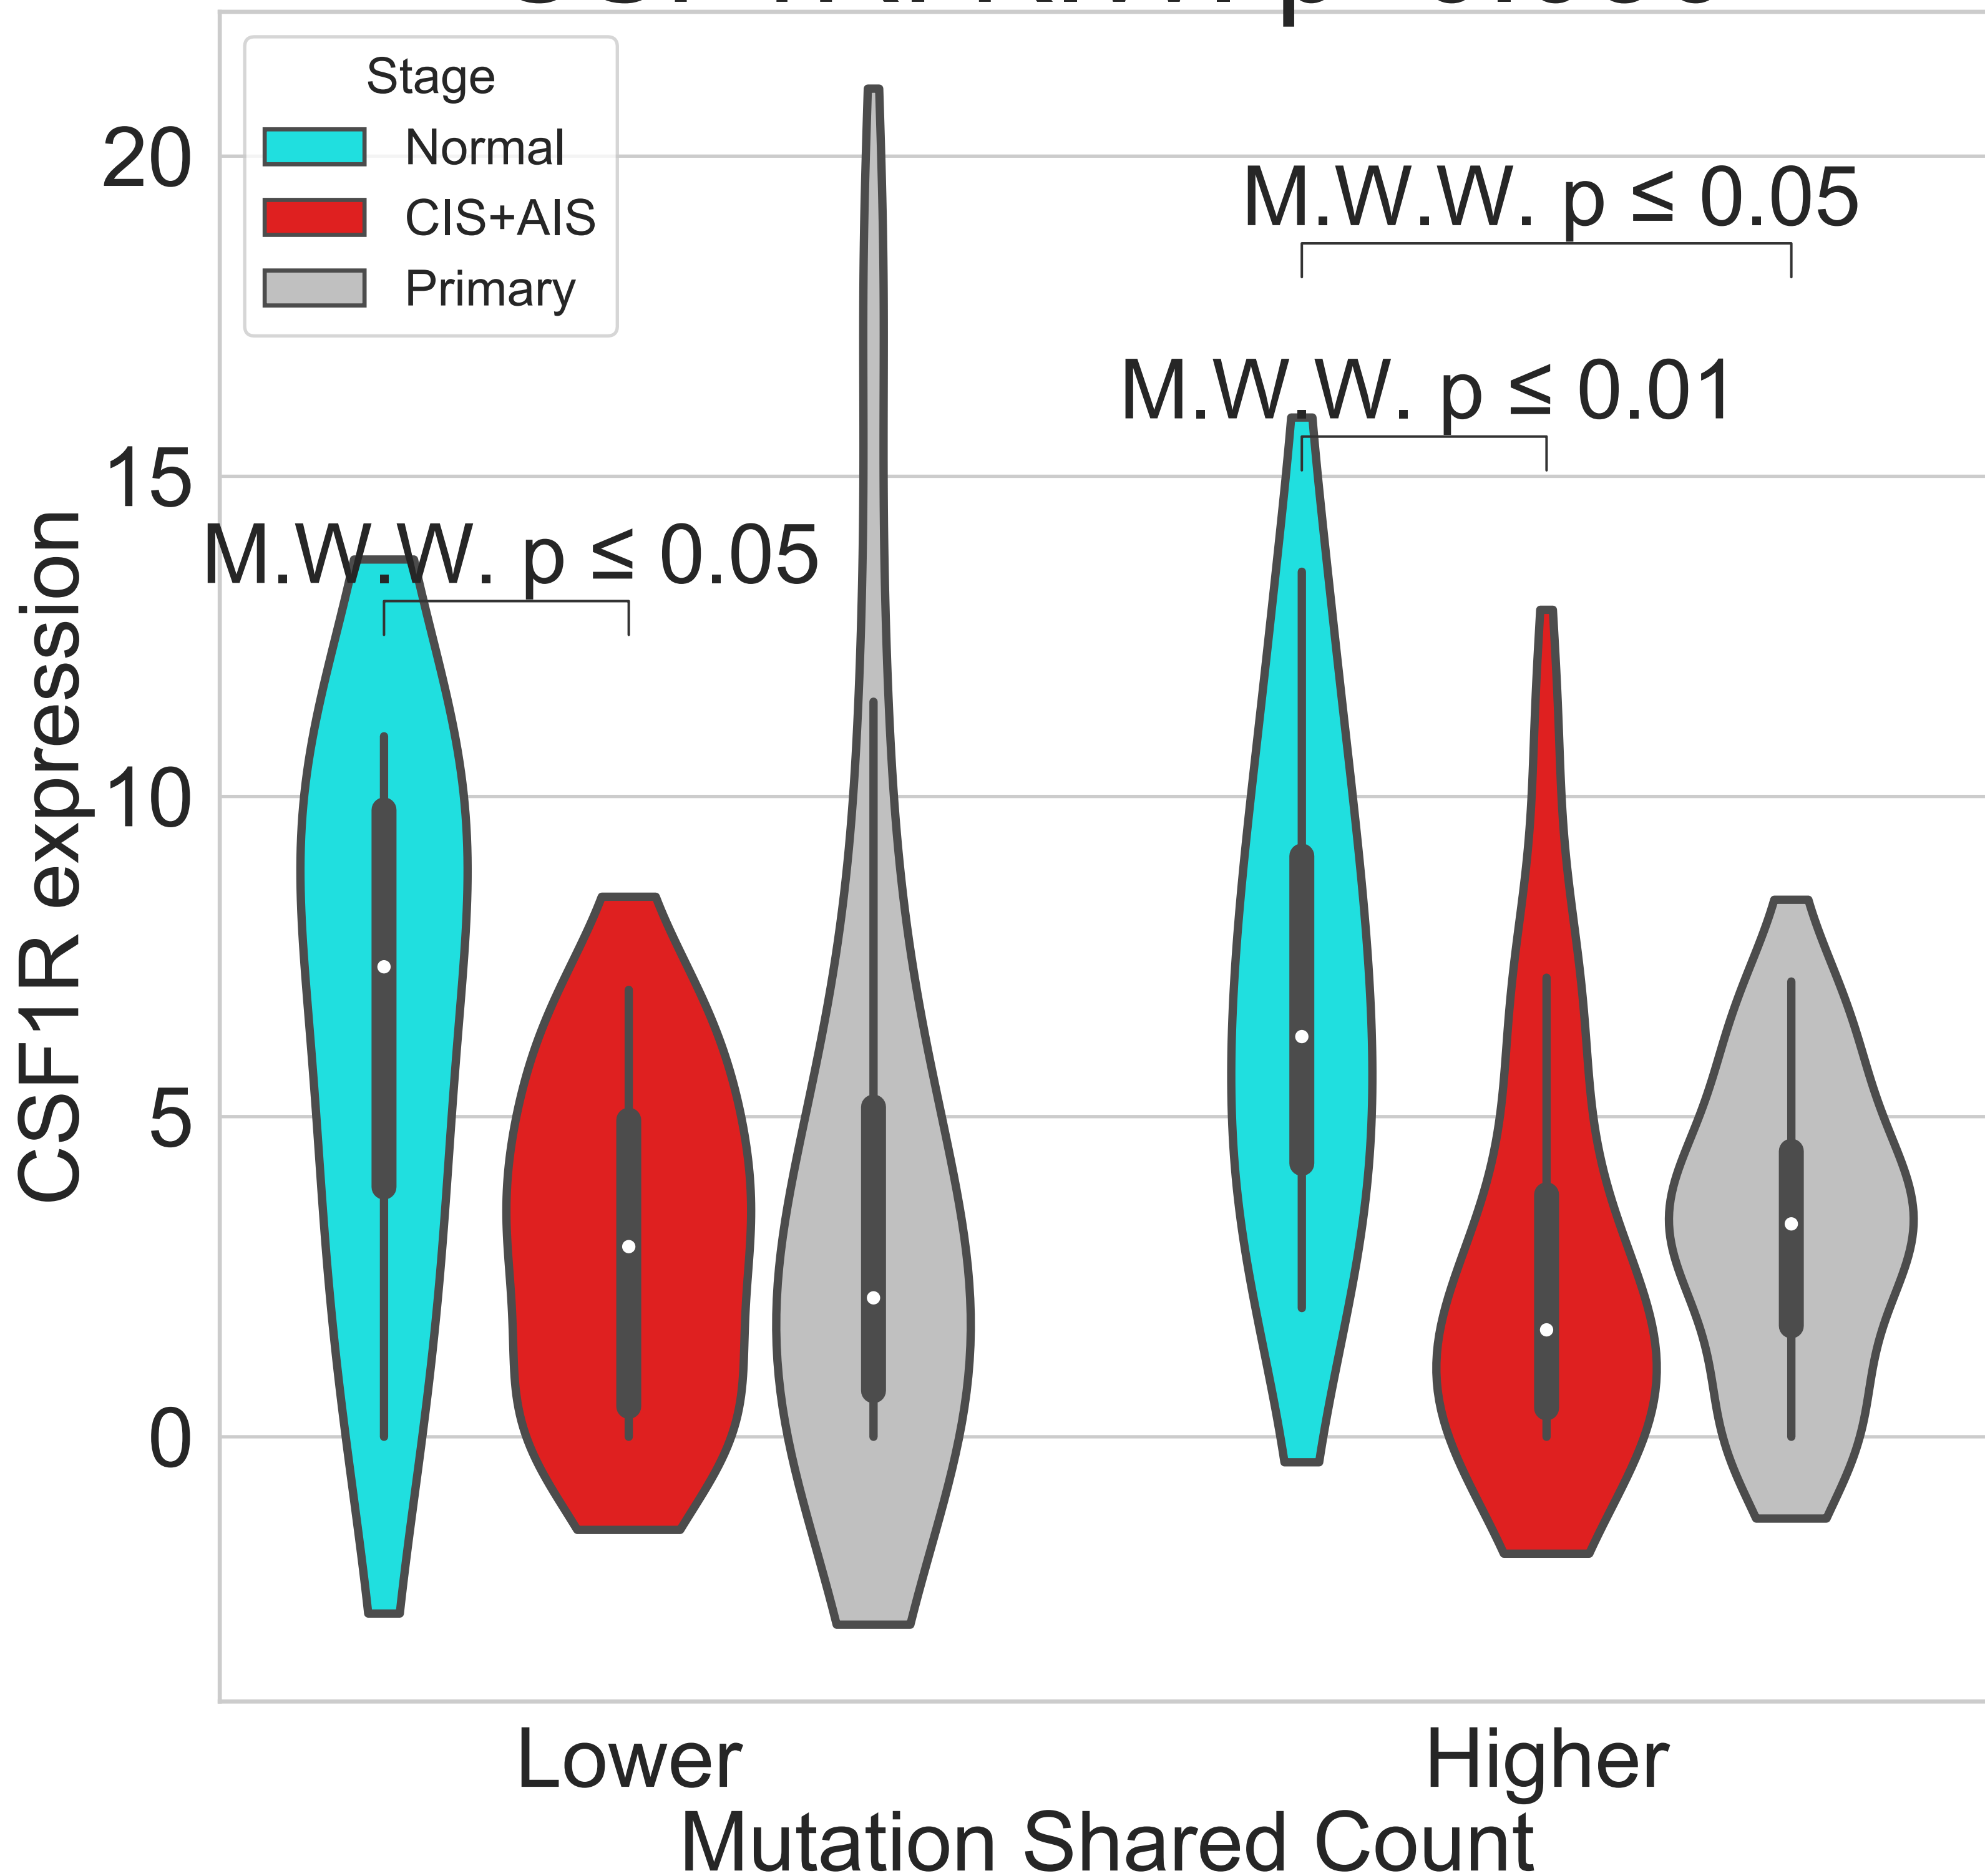 Stage
Normal
CIS+AIS
Primary
20
15
10
5
0
CSF1R expression
M.W.W. p ≤ 0.05
M.W.W. p ≤ 0.01
M.W.W. p ≤ 0.05
Lower
Higher
Mutation Shared Count